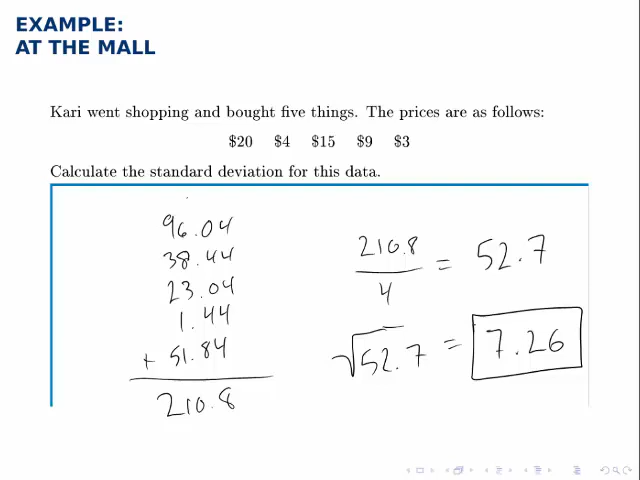 EXAMPLE:
AT THE MALL
Kari went shopping and bought five things. The prices are as follows:
$20 $4 $15 $9 $3
Calculate the standard deviation for this data.
96.04
38.44
23.04
1.44
+ 51.84
210.8
210.8 / 4 = 52.7
√52.7 = 7.26